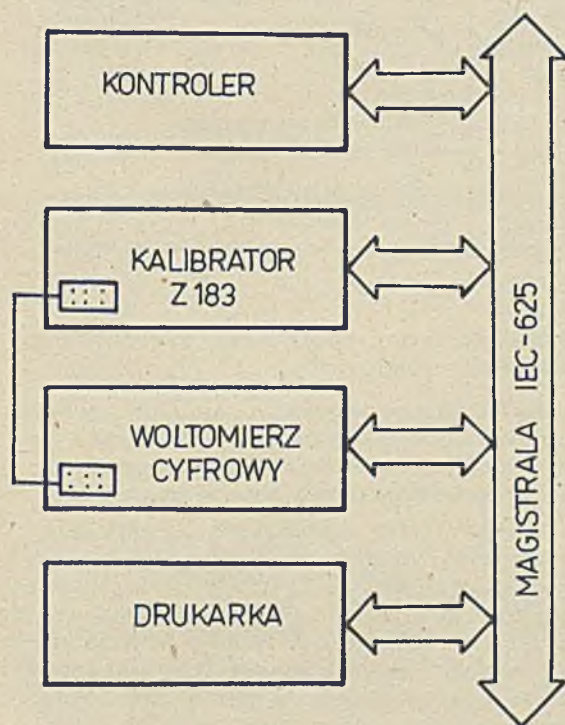 KONTROLER
KALIBRATOR
Z 183
WOLTOMIERZ
CYFROWY
DRUKARKA
MAGISTRALA IEC-625